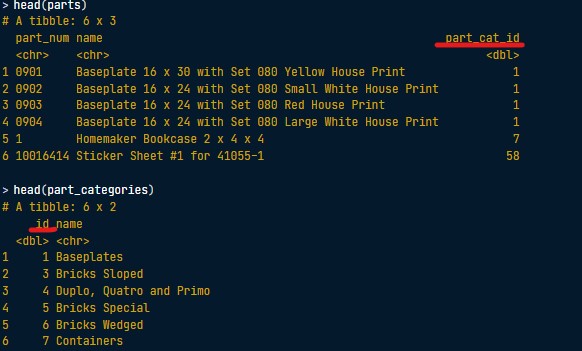 > head(parts)
# A tibble: 6 x 3
part_num name part_cat_id
<chr> <chr> <dbl>
1 0901 Baseplate 16 x 30 with Set 080 Yellow House Print 1
2 0902 Baseplate 16 x 24 with Set 080 Small White House Print 1
3 0903 Baseplate 16 x 24 with Set 080 Red House Print 1
4 0904 Baseplate 16 x 24 with Set 080 Large White House Print 1
5 1 Homemaker Bookcase 2 x 4 x 4 7
6 10016414 Sticker Sheet #1 for 41055-1 58
> head(part_categories)
# A tibble: 6 x 2
id name
<dbl> <chr>
1 1 Baseplates
2 3 Bricks Sloped
3 4 Duplo, Quatro and Primo
4 5 Bricks Special
5 6 Bricks Wedged
6 7 Containers